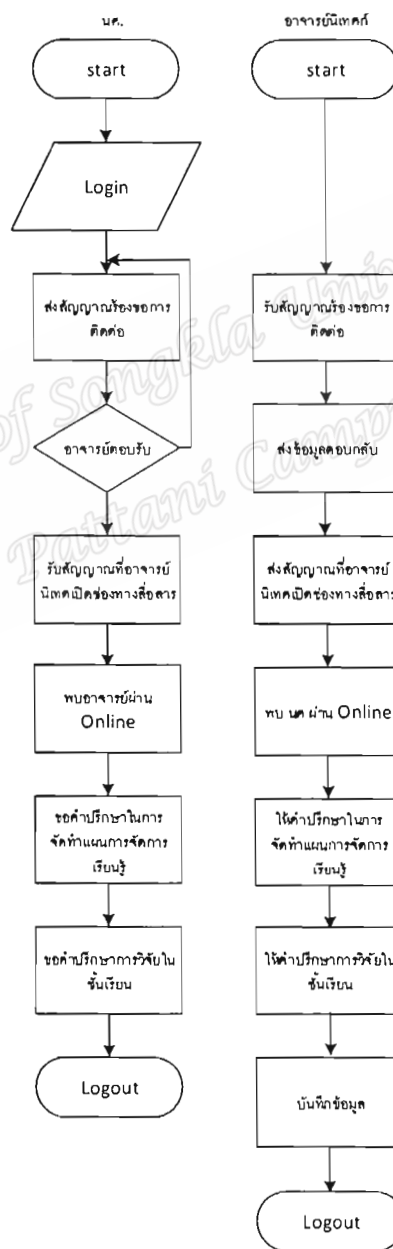 นศ.
start
Login
ส่งสัญญาณร้องขอการ
ติดต่อ
อาจารย์ตอบรับ
รับสัญญาณที่อาจารย์
นิเทศเปิดช่องทางสื่อสาร
พบอาจารย์ผ่าน
Online
ขอคำปรึกษาในการ
จัดทำแผนการจัดการ
เรียนรู้
ขอคำปรึกษาการวิจัยใน
ชั้นเรียน
Logout
อาจารย์นิเทศก์
start
รับสัญญาณร้องขอการ
ติดต่อ
ส่งข้อมูลตอบกลับ
ส่งสัญญาณที่อาจารย์
นิเทศเปิดช่องทางสื่อสาร
พบ นศ ผ่าน Online
ให้คำปรึกษาในการ
จัดทำแผนการจัดการ
เรียนรู้
ให้คำปรึกษาการวิจัยใน
ชั้นเรียน
บันทึกข้อมูล
Logout
of Songkla Univ
Pattani Camp